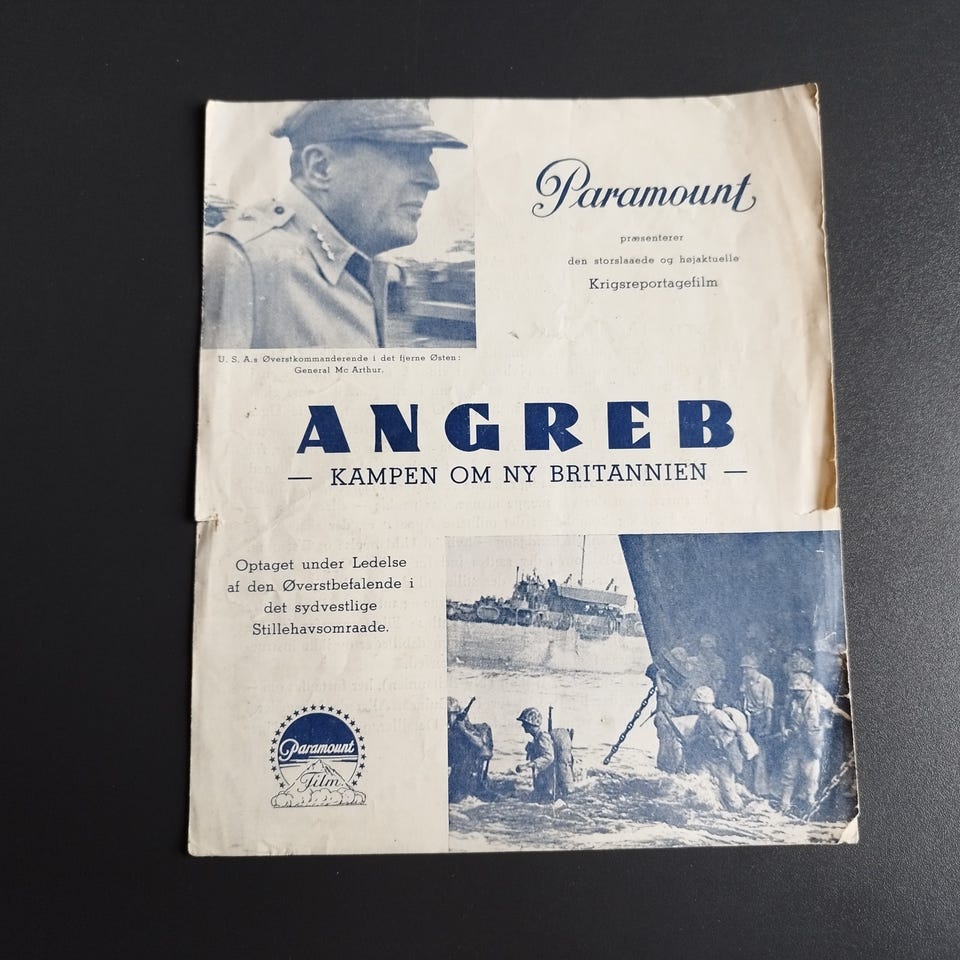 Paramount
præsenterer
den storslaaede og højaktuelle
Krigsreportagefilm
U. S. A.s Øverstkommanderende i det fjerne Østen:
General Mc Arthur.
ANGREB
— KAMPEN OM NY BRITANNIEN —
Optaget under Ledelse
af den Øverstbefalende i
det sydvestlige
Stillehavsomraade.
Paramount
Film